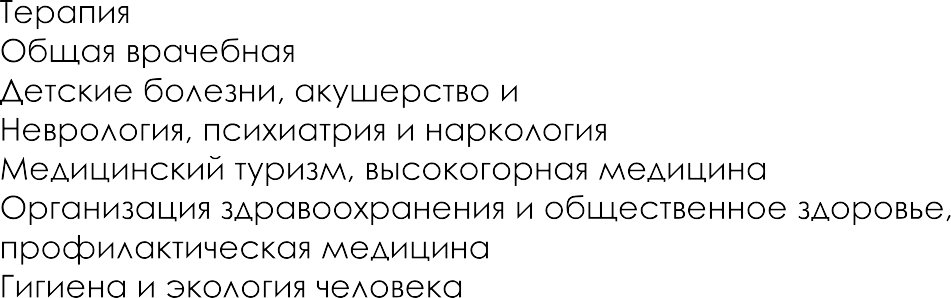 Терапия
Общая врачебная
Детские болезни, акушерство и
Неврология, психиатрия и наркология
Медицинский туризм, высокогорная медицина
Организация здравоохранения и общественное здоровье,
профилактическая медицина
Гигиена и экология человека